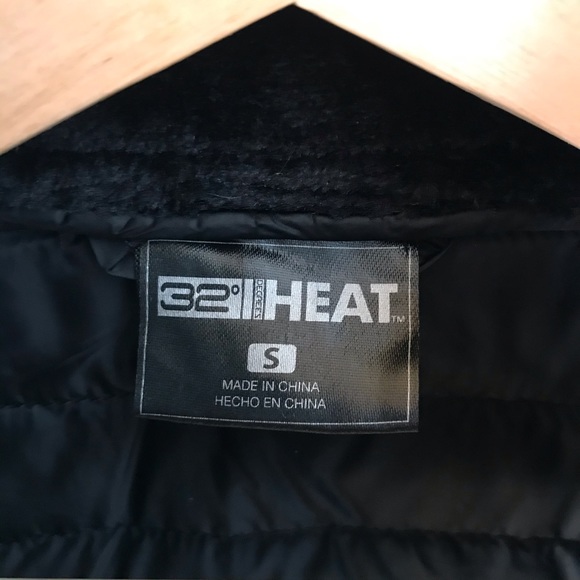 32° DEGREES HEAT™
S
MADE IN CHINA
HECHO EN CHINA